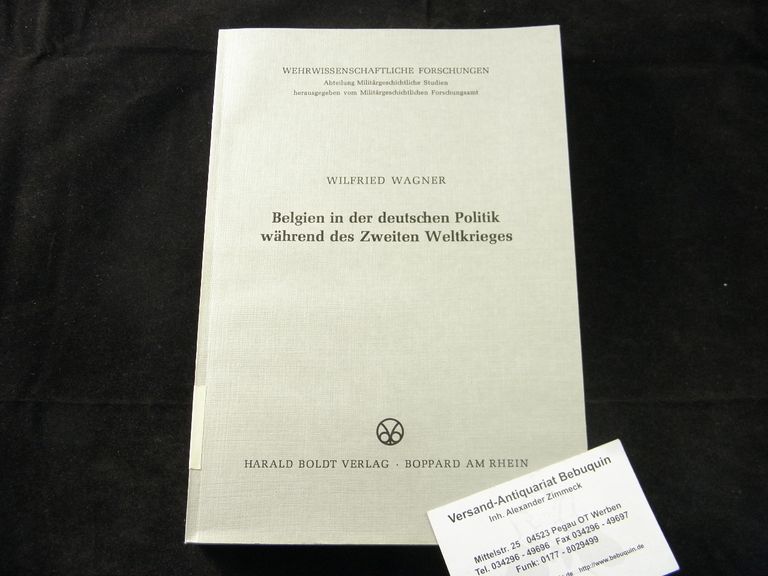 WEHRWISSENSCHAFTLICHE FORSCHUNGEN
Abteilung Militärgeschichtliche Studien
herausgegeben vom Militärgeschichtlichen Forschungsamt
WILFRIED WAGNER
Belgien in der deutschen Politik
während des Zweiten Weltkrieges
HARALD BOLDT VERLAG · BOPPARD AM RHEIN
Versand-Antiquariat Bebuquin
Inh. Alexander Zimmeck
Mittelstr. 25 04523 Pegau OT Werben
Tel. 034296 - 49696 Fax 034296 - 49697
Funk: 0177 - 8029499
http://www.bebuquin.de